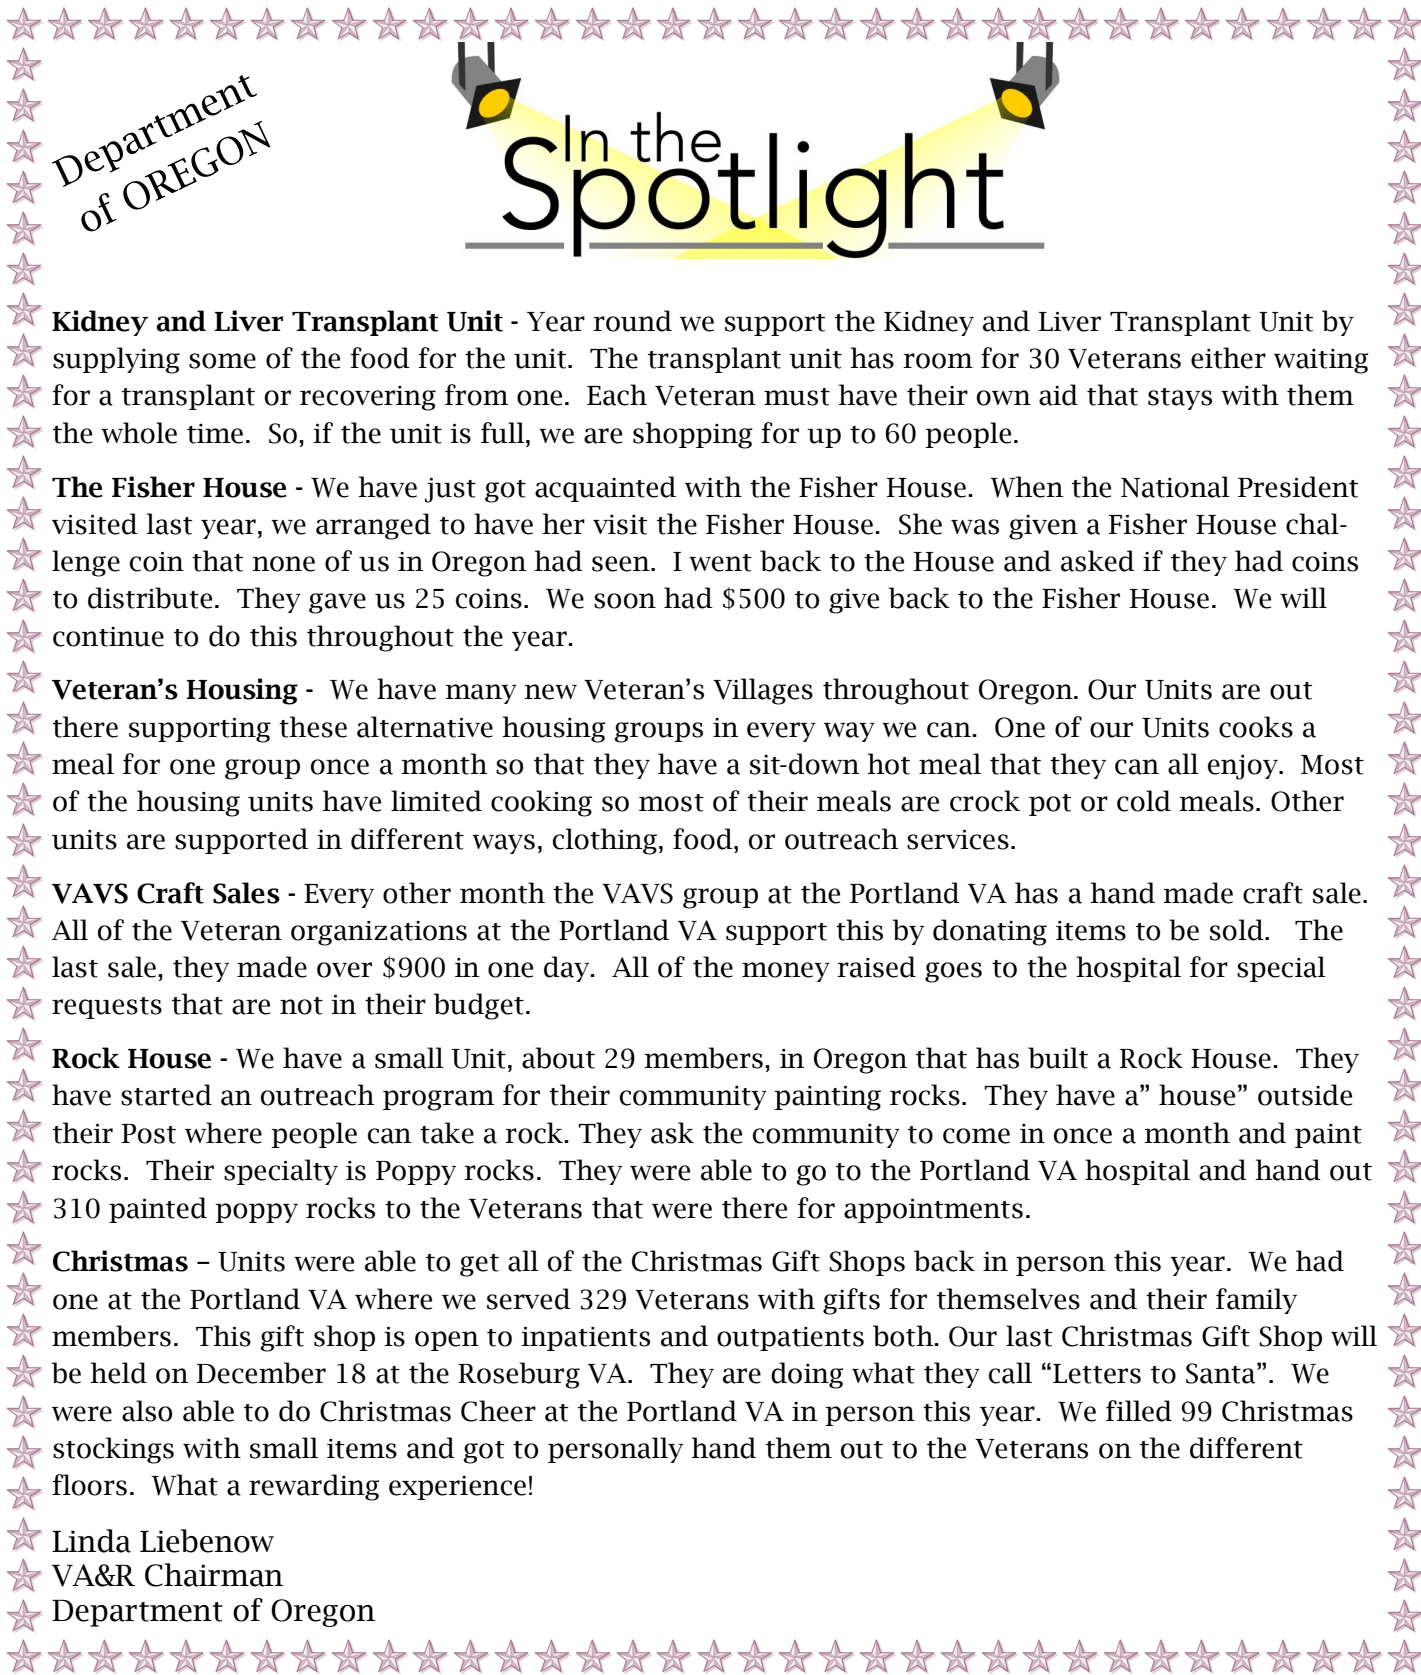 Department
of OREGON
In the
Spotlight
Kidney and Liver Transplant Unit - Year round we support the Kidney and Liver Transplant Unit by
supplying some of the food for the unit.  The transplant unit has room for 30 Veterans either waiting
for a transplant or recovering from one.  Each Veteran must have their own aid that stays with them
the whole time.  So, if the unit is full, we are shopping for up to 60 people.
The Fisher House - We have just got acquainted with the Fisher House.  When the National President
visited last year, we arranged to have her visit the Fisher House.  She was given a Fisher House chal-
lenge coin that none of us in Oregon had seen.  I went back to the House and asked if they had coins
to distribute.  They gave us 25 coins.  We soon had $500 to give back to the Fisher House.  We will
continue to do this throughout the year.
Veteran’s Housing -  We have many new Veteran’s Villages throughout Oregon. Our Units are out
there supporting these alternative housing groups in every way we can.  One of our Units cooks a
meal for one group once a month so that they have a sit-down hot meal that they can all enjoy.  Most
of the housing units have limited cooking so most of their meals are crock pot or cold meals. Other
units are supported in different ways, clothing, food, or outreach services.
VAVS Craft Sales - Every other month the VAVS group at the Portland VA has a hand made craft sale.
All of the Veteran organizations at the Portland VA support this by donating items to be sold.   The
last sale, they made over $900 in one day.  All of the money raised goes to the hospital for special
requests that are not in their budget.
Rock House - We have a small Unit, about 29 members, in Oregon that has built a Rock House.  They
have started an outreach program for their community painting rocks.  They have a” house” outside
their Post where people can take a rock. They ask the community to come in once a month and paint
rocks.  Their specialty is Poppy rocks.  They were able to go to the Portland VA hospital and hand out
310 painted poppy rocks to the Veterans that were there for appointments.
Christmas – Units were able to get all of the Christmas Gift Shops back in person this year.  We had
one at the Portland VA where we served 329 Veterans with gifts for themselves and their family
members.  This gift shop is open to inpatients and outpatients both. Our last Christmas Gift Shop will
be held on December 18 at the Roseburg VA.  They are doing what they call “Letters to Santa”.  We
were also able to do Christmas Cheer at the Portland VA in person this year.  We filled 99 Christmas
stockings with small items and got to personally hand them out to the Veterans on the different
floors.  What a rewarding experience!
Linda Liebenow
VA&R Chairman
Department of Oregon